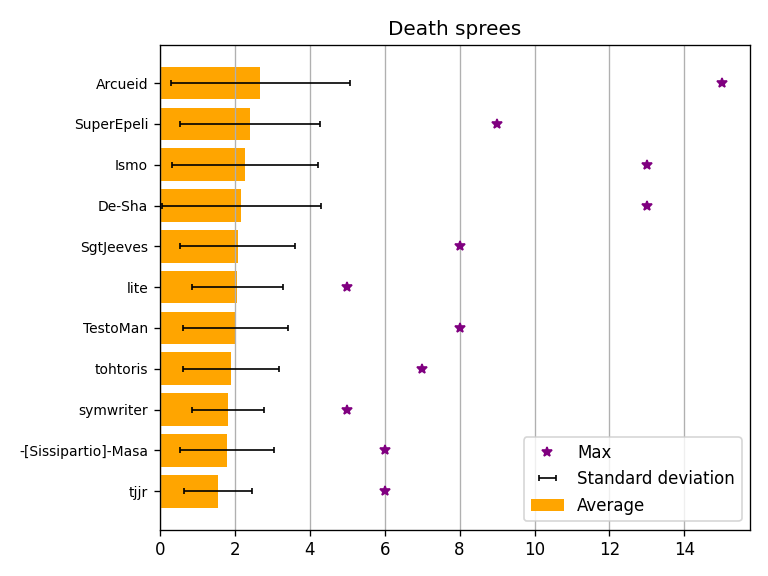 Death sprees
Arcueid
SuperEpeli
Ismo
De-Sha
SgtJeeves
lite
TestoMan
tohtoris
symwriter
-[Sissipartio]-Masa
tjjr
Max
Standard deviation
Average
0 2 4 6 8 10 12 14